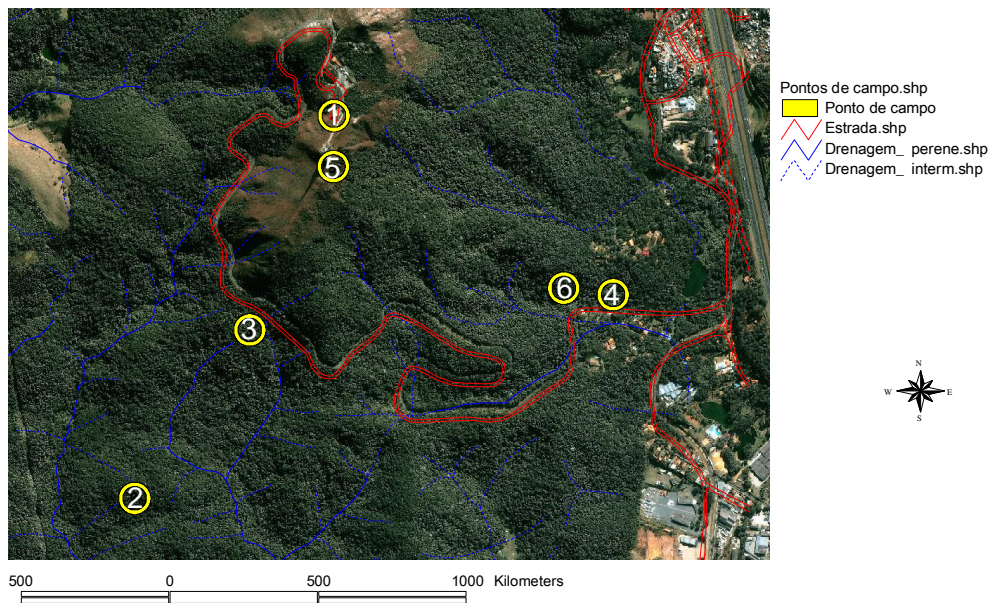 1
5
6
4
3
2
Pontos de campo.shp
Ponto de campo
Estrada.shp
Drenagem_ perene.shp
Drenagem_ interm.shp
N
W E
S
500 0 500 1000 Kilometers